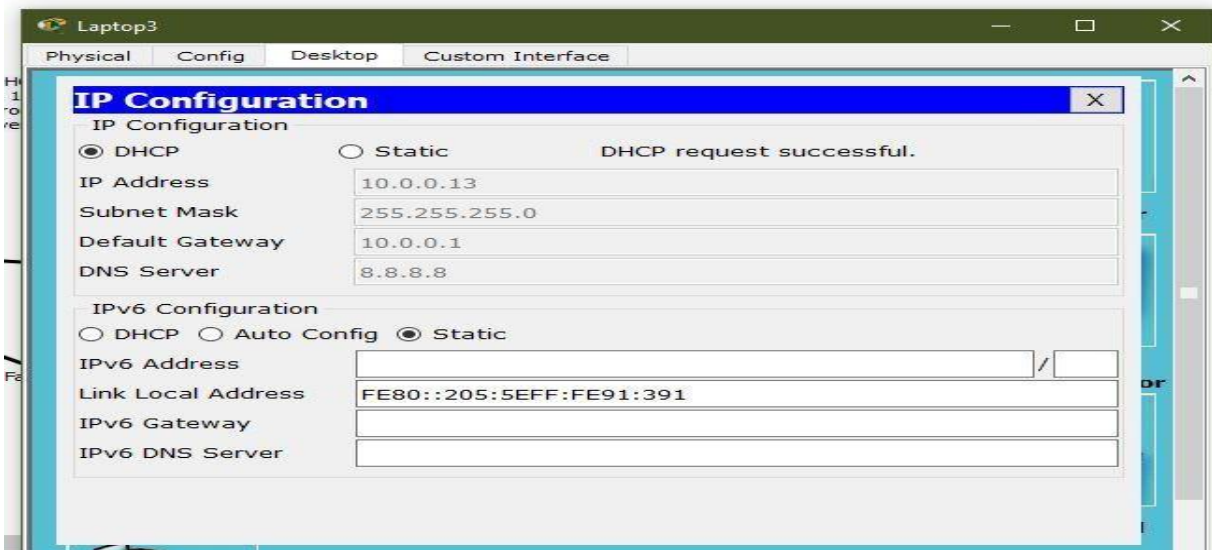 Laptop3
Physical Config Desktop Custom Interface
IP Configuration X
IP Configuration
DHCP Static DHCP request successful.
IP Address 10.0.0.13
Subnet Mask 255.255.255.0
Default Gateway 10.0.0.1
DNS Server 8.8.8.8
IPv6 Configuration
DHCP Auto Config Static
IPv6 Address /
Link Local Address FE80::205:5EFF:FE91:391
IPv6 Gateway
IPv6 DNS Server